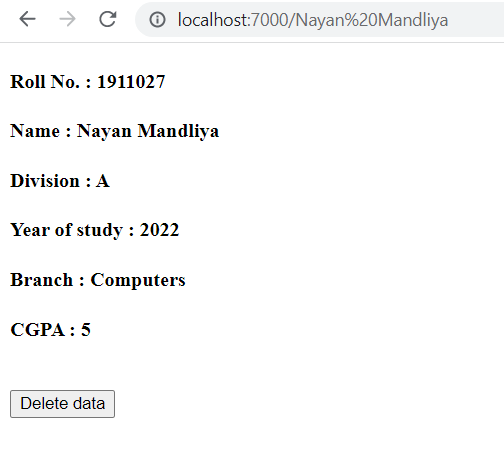 localhost:7000/Nayan%20Mandliya
Roll No. : 1911027
Name : Nayan Mandliya
Division : A
Year of study : 2022
Branch : Computers
CGPA : 5
Delete data